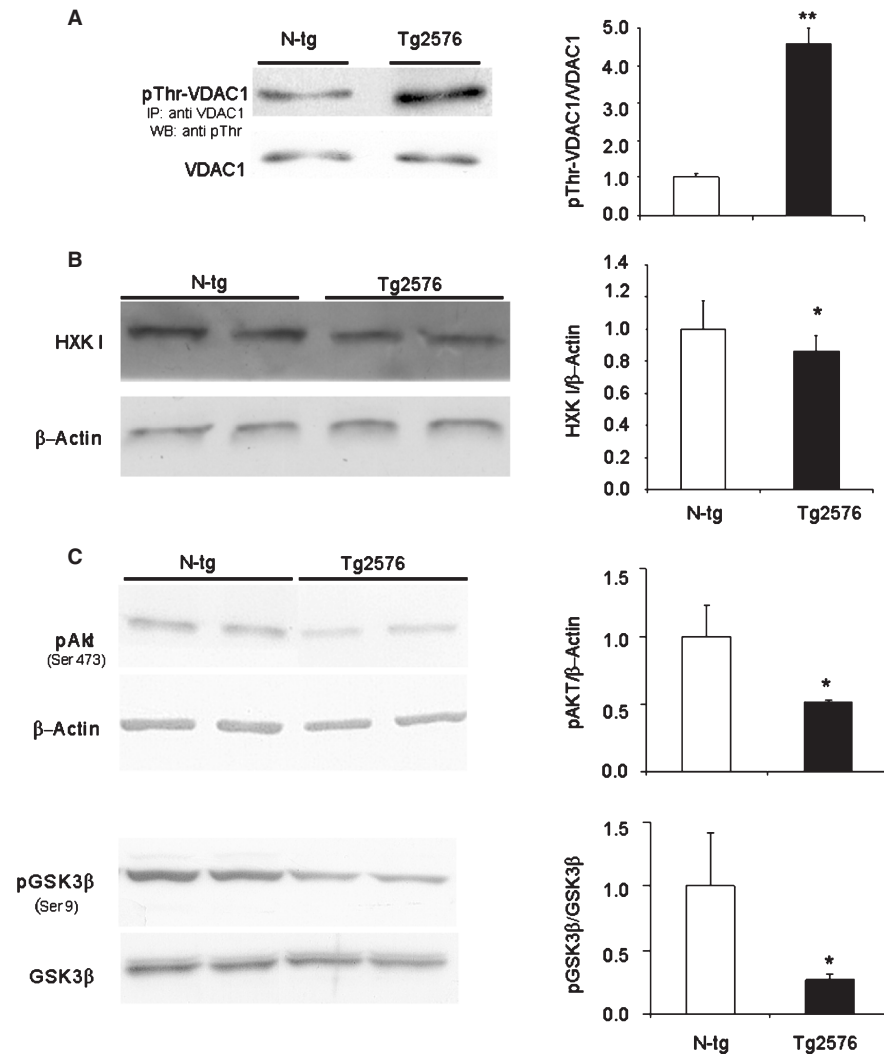 A
N-tg Tg2576
pThr-VDAC1
IP: anti VDAC1
WB: anti pThr
VDAC1
pThr-VDAC1/VDAC1
5.0
4.0
3.0
2.0
1.0
0.0
**
B
N-tg Tg2576
HXK I
β–Actin
HXK I/β–Actin
1.4
1.2
1.0
0.8
0.6
0.4
0.2
0.0
*
N-tg Tg2576
C
N-tg Tg2576
pAkt
(Ser 473)
β–Actin
pAKT/β–Actin
1.5
1.0
0.5
0.0
*
pGSK3β
(Ser 9)
GSK3β
pGSK3β/GSK3β
1.5
1.0
0.5
0.0
*
N-tg Tg2576